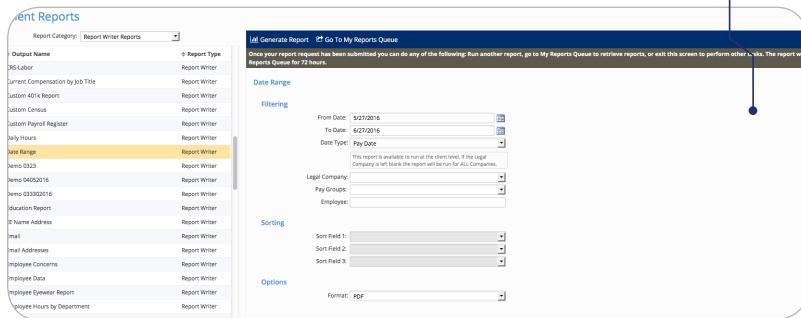 ent Reports
Report Category: Report Writer Reports
Output Name Report Type
CRS-Labor Report Writer
Current Compensation by Job Title Report Writer
Custom 401k Report Report Writer
Custom Census Report Writer
Custom Payroll Register Report Writer
Daily Hours Report Writer
Date Range Report Writer
Demo 0323 Report Writer
Demo 04052016 Report Writer
Demo 033302016 Report Writer
Education Report Report Writer
EE Name Address Report Writer
Email Report Writer
Email Addresses Report Writer
Employee Concerns Report Writer
Employee Data Report Writer
Employee Eyewear Report Report Writer
Employee Hours by Department Report Writer
Generate Report Go To My Reports Queue
Once your report request has been submitted you can do any of the following: Run another report, go to My Reports Queue to retrieve reports, or exit this screen to perform other tasks. The report w
Reports Queue for 72 hours.
Date Range
Filtering
From Date: 5/27/2016
To Date: 6/27/2016
Date Type: Pay Date
This report is available to run at the client level. If the Legal
Company is left blank the report will be run for ALL Companies.
Legal Company:
Pay Groups:
Employee:
Sorting
Sort Field 1:
Sort Field 2:
Sort Field 3:
Options
Format: PDF